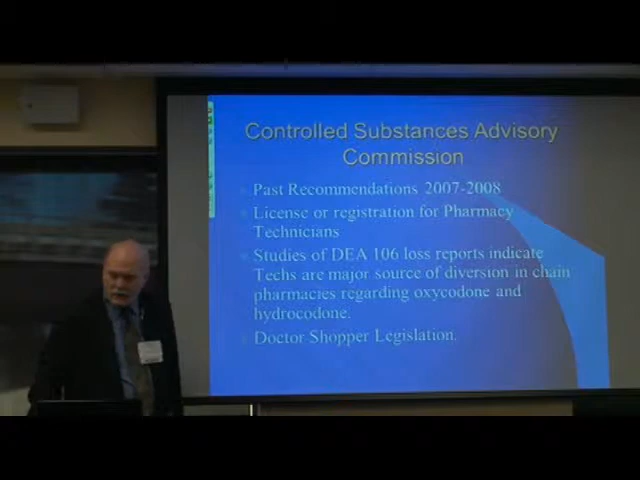 Controlled Substances Advisory
Commission
Past Recommendations 2007-2008
License or registration for Pharmacy
Technicians
Studies of DEA 106 loss reports indicate
Techs are major source of diversion in chain
pharmacies regarding oxycodone and
hydrocodone.
Doctor Shopper Legislation.